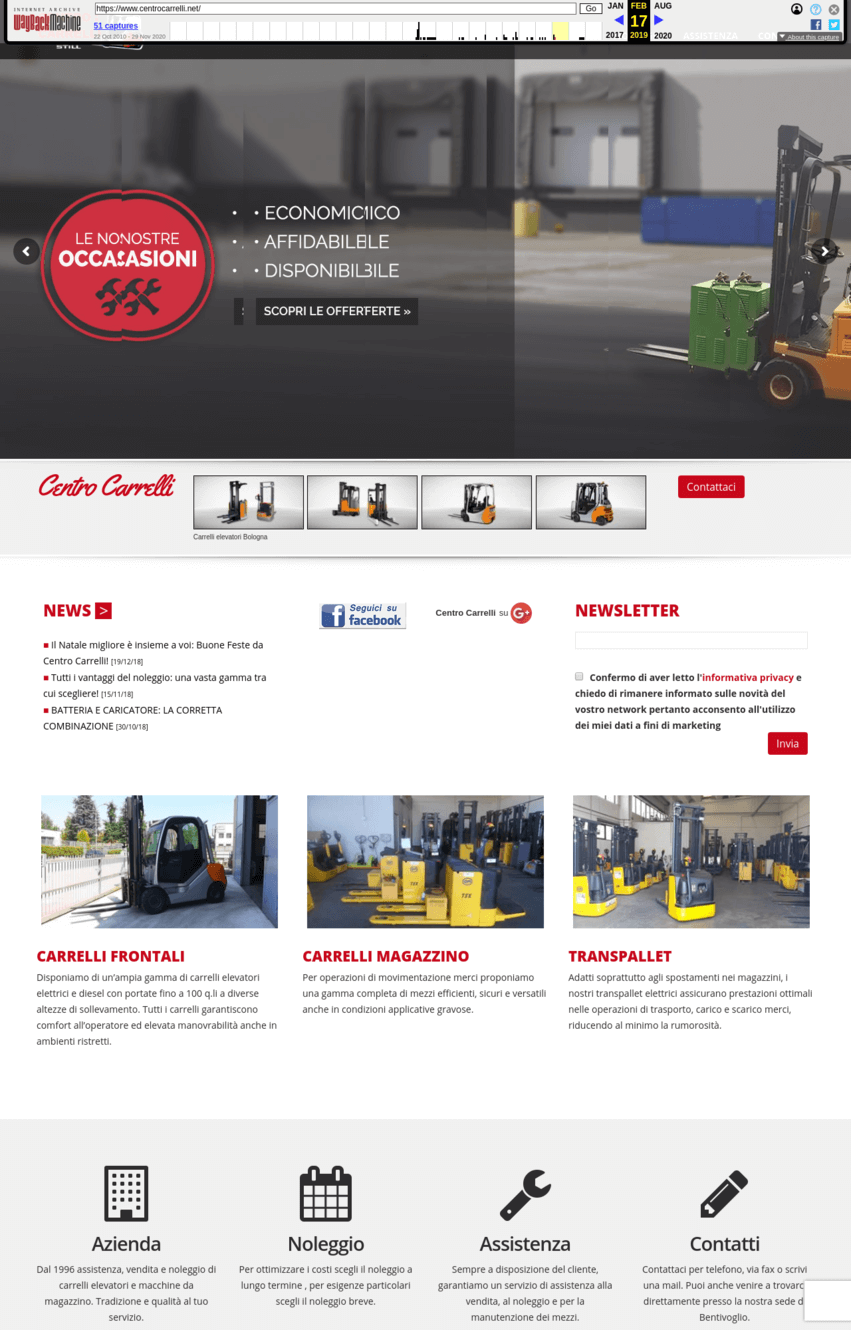 INTERNET ARCHIVE
WayBackMachine
https://www.centrocarrelli.net/
Go
JAN
FEB
AUG
51 captures
17
22 Oct 2010 - 29 Nov 2020
2017
2019
2020
About this capture
STILL
ASSISTENZA
LE NONOSTRE
OCCASASIONI
• • ECONOMICIICO
AFFIDABILE
DISPONIBILE
SCOPRI LE OFFERFERTE »
Centro Carrelli
Contattaci
Carrelli elevatori Bologna
NEWS >
Seguici su
facebook
Centro Carrelli su G+
NEWSLETTER
Il Natale migliore è insieme a voi: Buone Feste da
Centro Carrelli! [19/12/18]
Tutti i vantaggi del noleggio: una vasta gamma tra
cui scegliere! [15/11/18]
BATTERIA E CARICATORE: LA CORRETTA
COMBINAZIONE [30/10/18]
Confermo di aver letto l'informativa privacy e
chiedo di rimanere informato sulle novità del
vostro network pertanto acconsento all'utilizzo
dei miei dati a fini di marketing
Invia
CARRELLI FRONTALI
Disponiamo di un’ampia gamma di carrelli elevatori
elettrici e diesel con portate fino a 100 q.li a diverse
altezze di sollevamento. Tutti i carrelli garantiscono
comfort all’operatore ed elevata manovrabilità anche in
ambienti ristretti.
CARRELLI MAGAZZINO
Per operazioni di movimentazione merci proponiamo
una gamma completa di mezzi efficienti, sicuri e versatili
anche in condizioni applicative gravose.
TRANSPALLET
Adatti soprattutto agli spostamenti nei magazzini, i
nostri transpallet elettrici assicurano prestazioni ottimali
nelle operazioni di trasporto, carico e scarico merci,
riducendo al minimo la rumorosità.
Azienda
Dal 1996 assistenza, vendita e noleggio di
carrelli elevatori e macchine da
magazzino. Tradizione e qualità al tuo
servizio.
Noleggio
Per ottimizzare i costi scegli il noleggio a
lungo termine , per esigenze particolari
scegli il noleggio breve.
Assistenza
Sempre a disposizione del cliente,
garantiamo un servizio di assistenza alla
vendita, al noleggio e per la
manutenzione dei mezzi.
Contatti
Contattaci per telefono, via fax o scrivi
una mail. Puoi anche venire a trovarc
direttamente presso la nostra sede d
Bentivoglio.